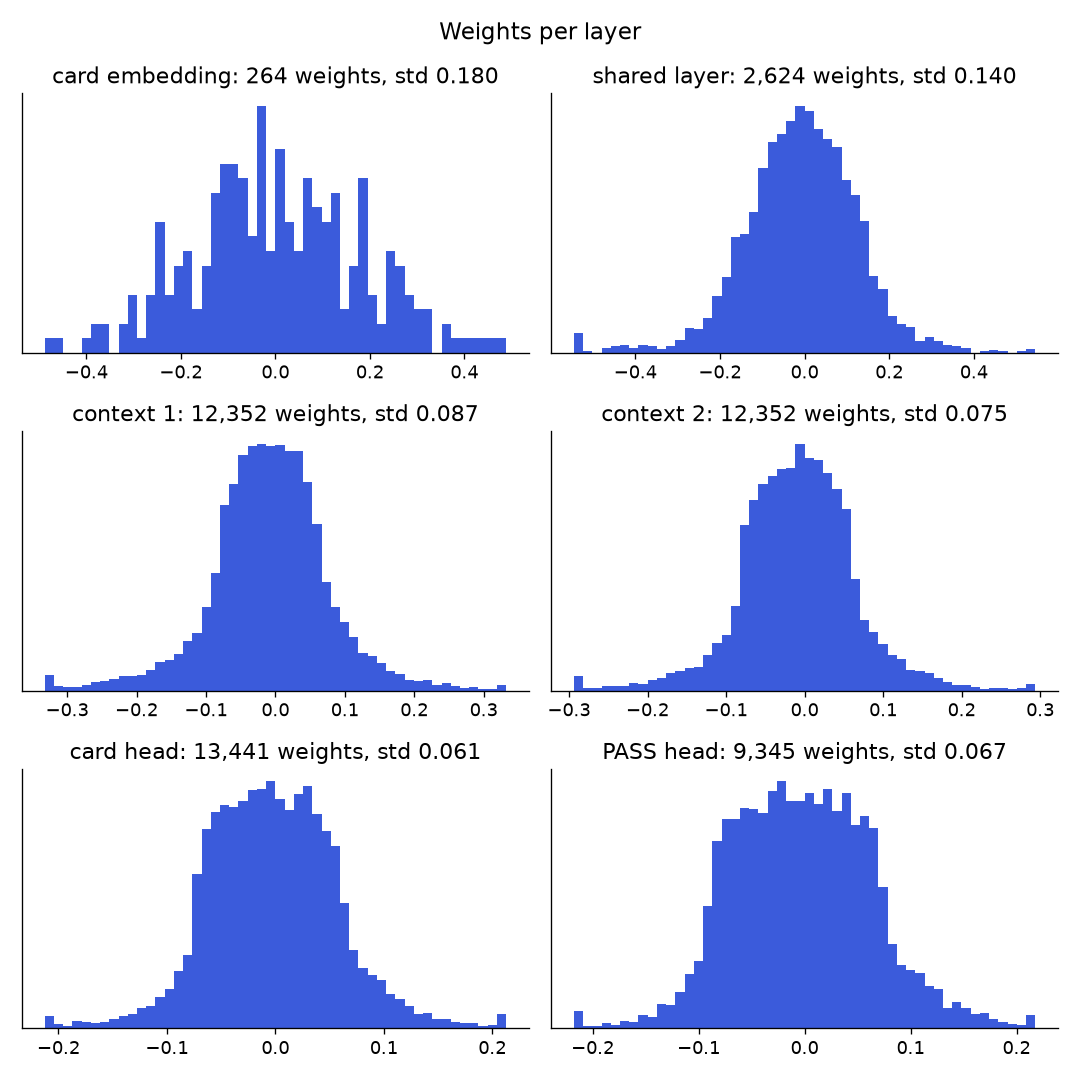 Weights per layer
card embedding: 264 weights, std 0.180
shared layer: 2,624 weights, std 0.140
−0.4 −0.2 0.0 0.2 0.4
−0.4 −0.2 0.0 0.2 0.4
context 1: 12,352 weights, std 0.087
context 2: 12,352 weights, std 0.075
−0.3 −0.2 −0.1 0.0 0.1 0.2 0.3
−0.3 −0.2 −0.1 0.0 0.1 0.2 0.3
card head: 13,441 weights, std 0.061
PASS head: 9,345 weights, std 0.067
−0.2 −0.1 0.0 0.1 0.2
−0.2 −0.1 0.0 0.1 0.2